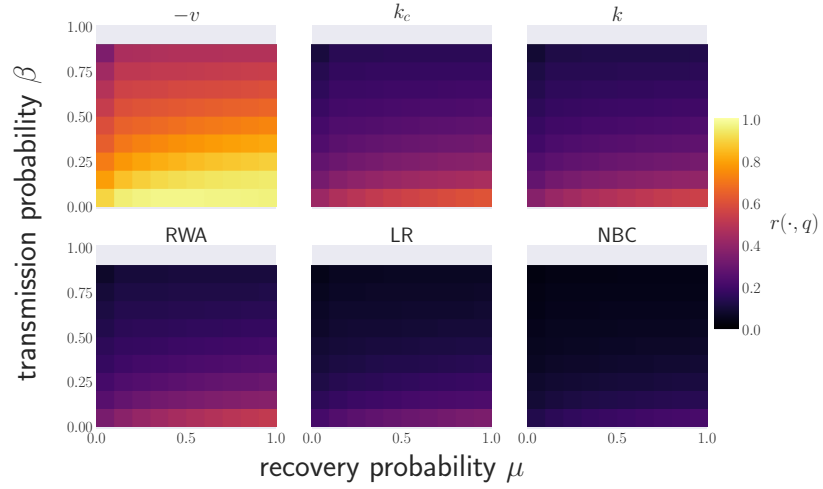 −v k_c k
1.00
0.75
0.50
0.25
0.00
transmission probability β
1.0
0.8
0.6
0.4
0.2
0.0
r(·, q)
RWA LR NBC
1.00
0.75
0.50
0.25
0.00
0.0 0.5 1.0 0.0 0.5 1.0 0.0 0.5 1.0
recovery probability μ